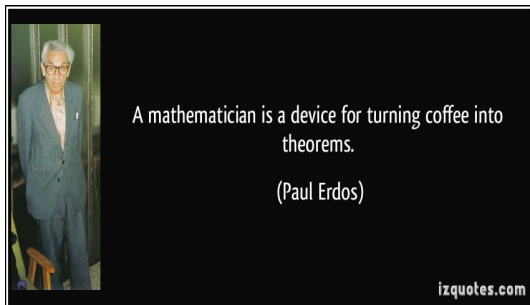 A mathematician is a device for turning coffee into
theorems.
(Paul Erdos)
izquotes.com